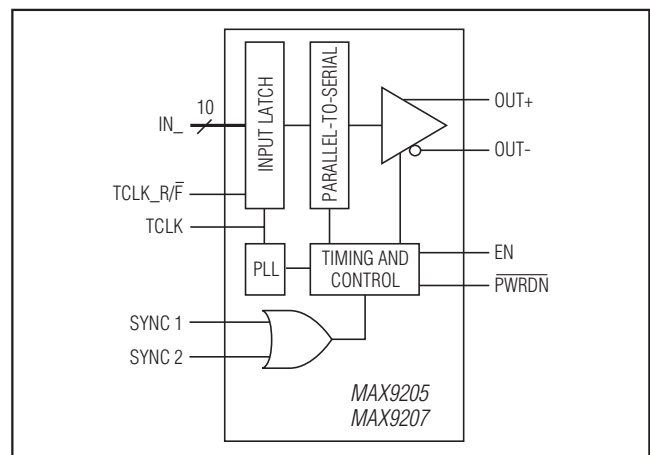 10
IN_
INPUT LATCH
PARALLEL-TO-SERIAL
OUT+
OUT-
TCLK_R/F̅
TCLK
PLL
TIMING AND
CONTROL
EN
P̅W̅R̅D̅N̅
SYNC 1
SYNC 2
MAX9205
MAX9207